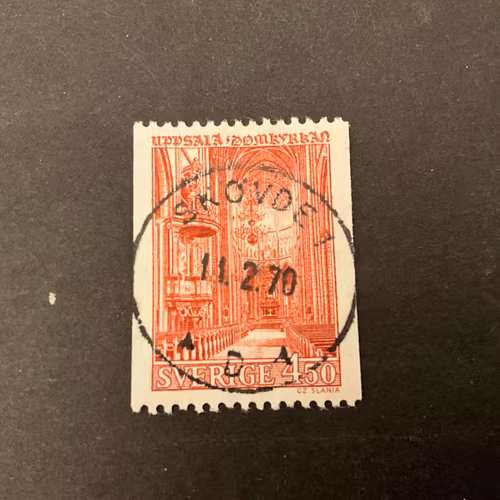 UPPSALA·DOMKYRKAN
SKÖVDE 1
11.2.70
* C *
SVERIGE 4.50
CZ.SLANIA